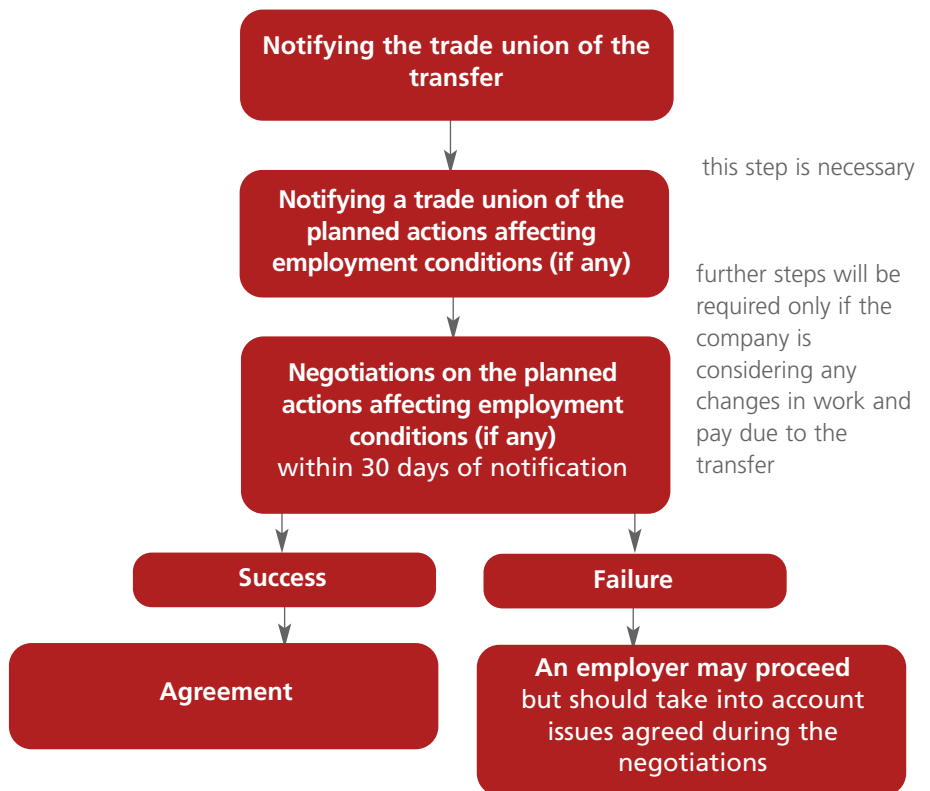 Notifying the trade union of the
transfer
this step is necessary
Notifying a trade union of the
planned actions affecting
employment conditions (if any)
further steps will be
required only if the
company is
considering any
changes in work and
pay due to the
transfer
Negotiations on the planned
actions affecting employment
conditions (if any)
within 30 days of notification
Success
Failure
Agreement
An employer may proceed
but should take into account
issues agreed during the
negotiations